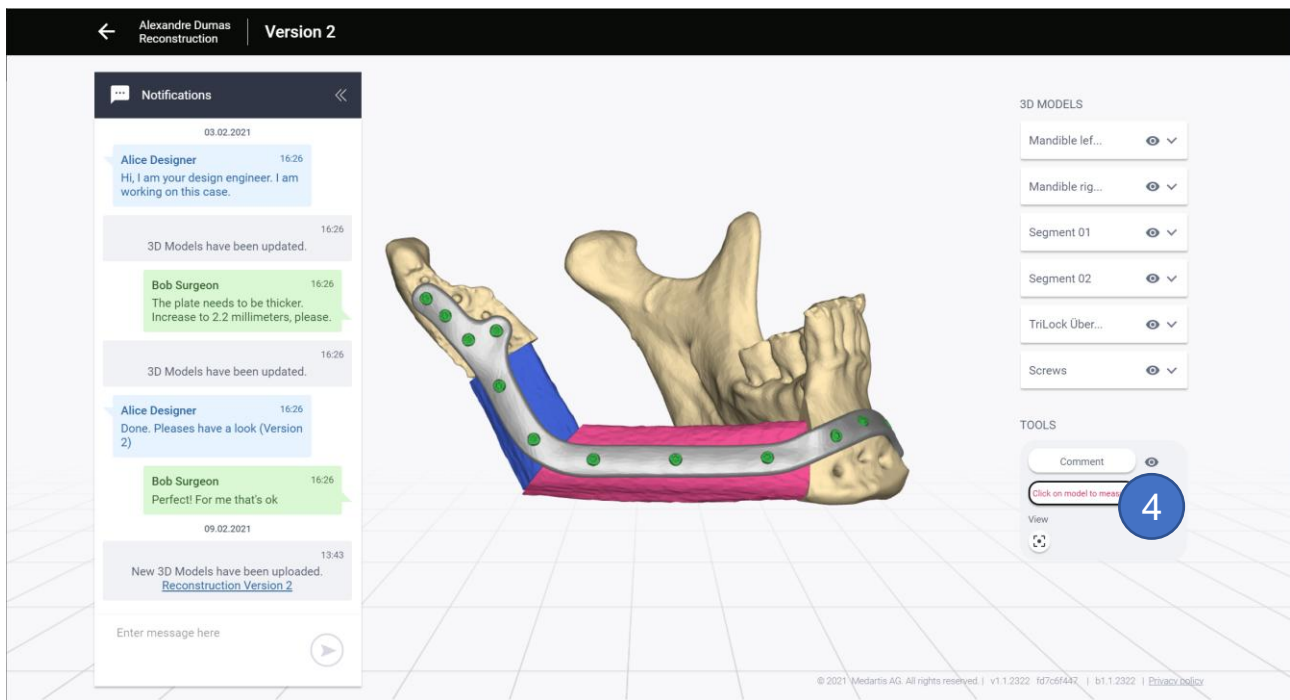 Alexandre Dumas
Reconstruction
Version 2
Notifications
03.02.2021
Alice Designer 16:26
Hi, I am your design engineer. I am
working on this case.
16:26
3D Models have been updated.
Bob Surgeon 16:26
The plate needs to be thicker.
Increase to 2.2 millimeters, please.
16:26
3D Models have been updated.
Alice Designer 16:26
Done. Pleases have a look (Version
2)
Bob Surgeon 16:26
Perfect! For me that's ok
09.02.2021
13:43
New 3D Models have been uploaded.
Reconstruction Version 2
Enter message here
3D MODELS
Mandible lef...
Mandible rig...
Segment 01
Segment 02
TriLock Über...
Screws
TOOLS
Comment
Click on model to meas
4
View
© 2021 Medartis AG. All rights reserved. | v1.1.2322 fd7c6f447 | b1.1.2322 | Privacy policy